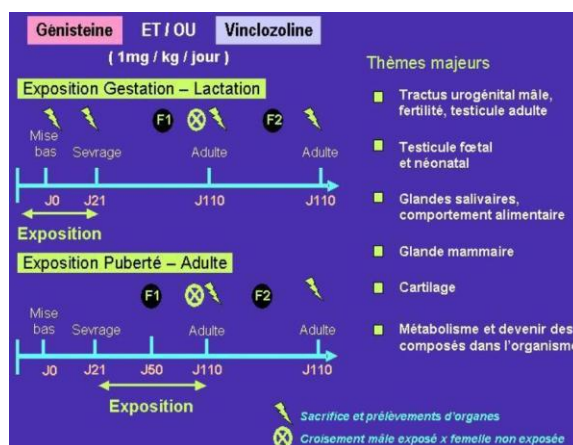 Génisteine ET / OU Vinclozoline
( 1mg / kg / jour )
Exposition Gestation – Lactation
F1 F2
Mise
bas Sevrage Adulte Adulte
J0 J21 J110 J110
Exposition
Exposition Puberté – Adulte
F1 F2
Mise
bas Sevrage Adulte Adulte
J0 J21 J50 J110 J110
Exposition
Thèmes majeurs
Tractus urogénital mâle,
fertilité, testicule adulte
Testicule fœtal
et néonatal
Glandes salivaires,
comportement alimentaire
Glande mammaire
Cartilage
Métabolisme et devenir des
composés dans l'organisme
Sacrifice et prélèvements d'organes
Croisement mâle exposé x femelle non exposée